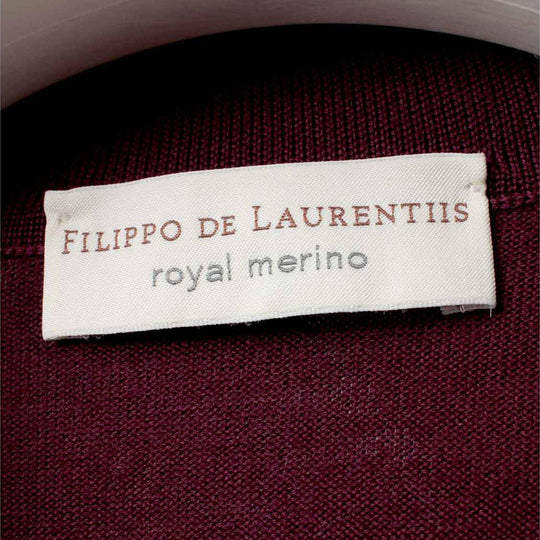 FILIPPO DE LAURENTIIS
royal merino